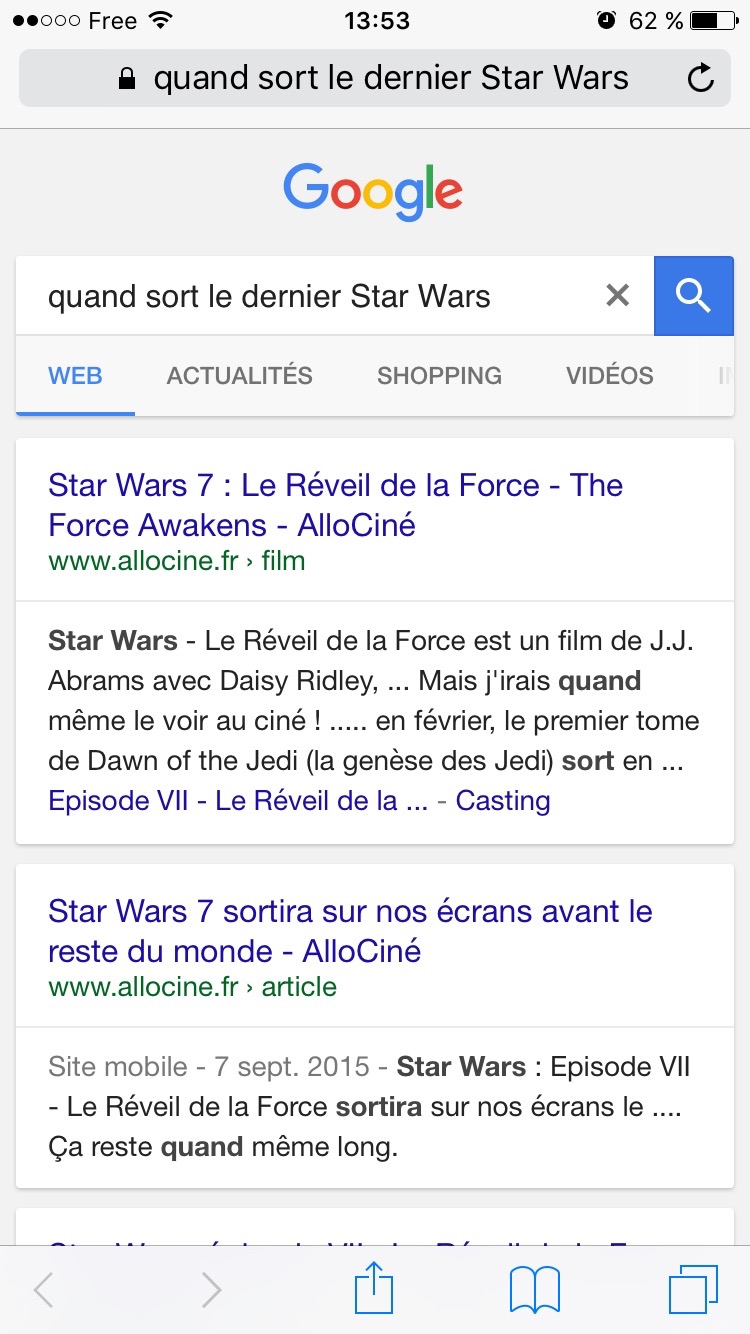 Free 13:53 62 %
quand sort le dernier Star Wars
Google
quand sort le dernier Star Wars
WEB ACTUALITÉS SHOPPING VIDÉOS
Star Wars 7 : Le Réveil de la Force - The
Force Awakens - AlloCiné
www.allocine.fr › film
Star Wars - Le Réveil de la Force est un film de J.J.
Abrams avec Daisy Ridley, ... Mais j'irais quand
même le voir au ciné ! ..... en février, le premier tome
de Dawn of the Jedi (la genèse des Jedi) sort en ...
Episode VII - Le Réveil de la ... - Casting
Star Wars 7 sortira sur nos écrans avant le
reste du monde - AlloCiné
www.allocine.fr › article
Site mobile - 7 sept. 2015 - Star Wars : Episode VII
- Le Réveil de la Force sortira sur nos écrans le ....
Ça reste quand même long.